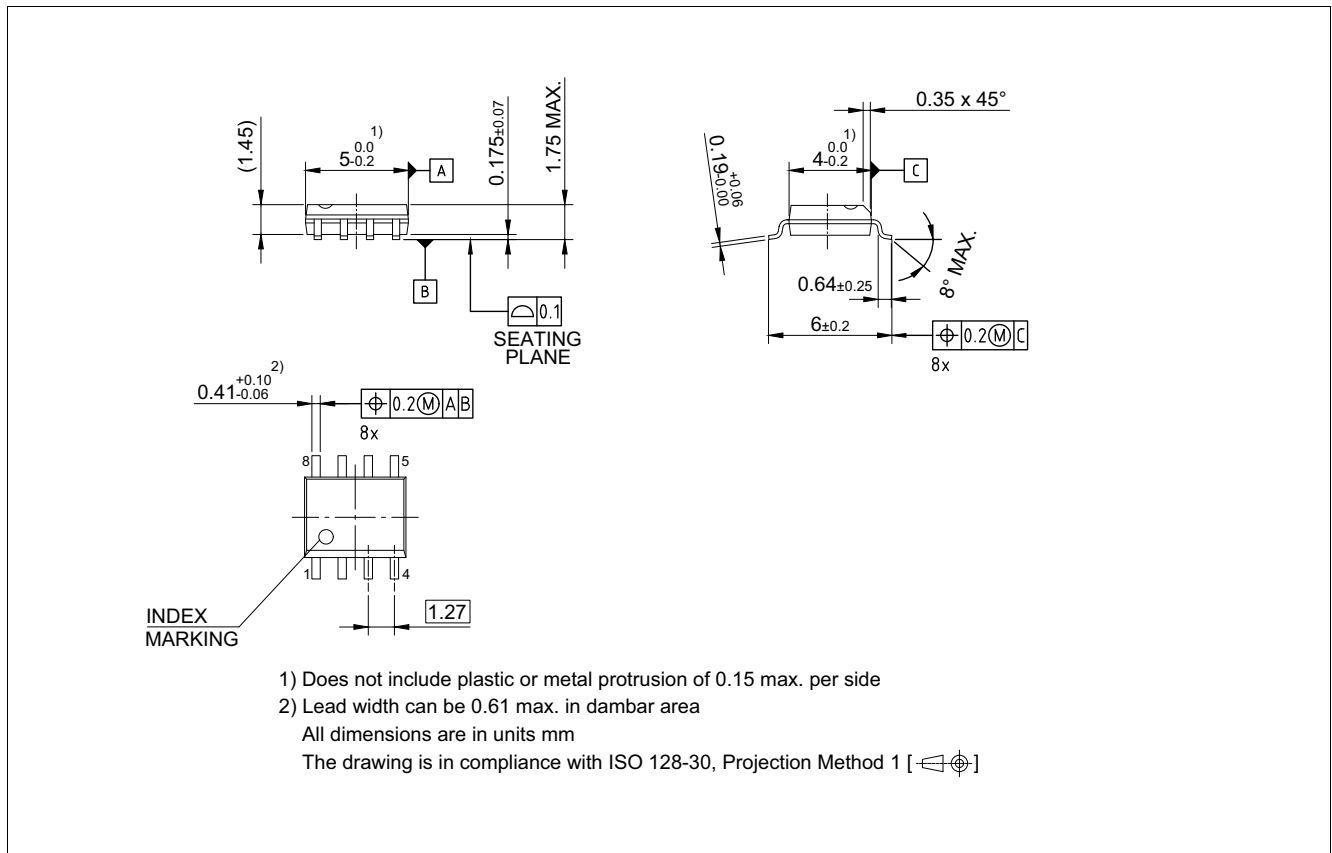 (1.45)
5 0.0 -0.2 1)
A
0.175±0.07
1.75 MAX.
B
0.1
SEATING
PLANE
0.35 x 45°
0.19 +0.06 -0.00
4 0.0 -0.2 1)
C
8° MAX.
0.64±0.25
6±0.2
0.2 M C
8x
0.41 +0.10 -0.06 2)
0.2 M A B
8x
8
5
1
4
1.27
INDEX
MARKING
1) Does not include plastic or metal protrusion of 0.15 max. per side
2) Lead width can be 0.61 max. in dambar area
All dimensions are in units mm
The drawing is in compliance with ISO 128-30, Projection Method 1 [ ]